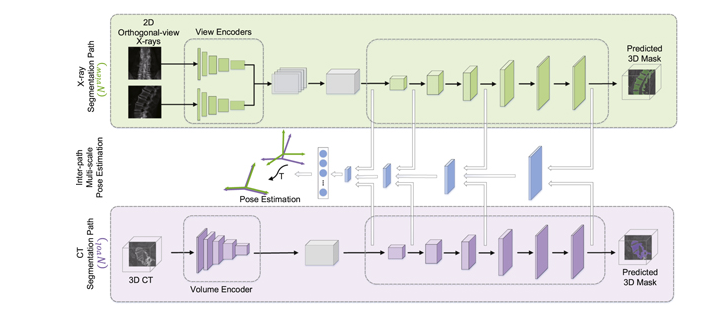 2D
Orthogonal-view
X-rays
View Encoders
Predicted
3D Mask
X-ray
Segmentation Path
(N^view)
Inter-path
Multi-scale
Pose Estimation
T
Pose Estimation
CT
Segmentation Path
(N^vol)
3D CT
Volume Encoder
Predicted
3D Mask